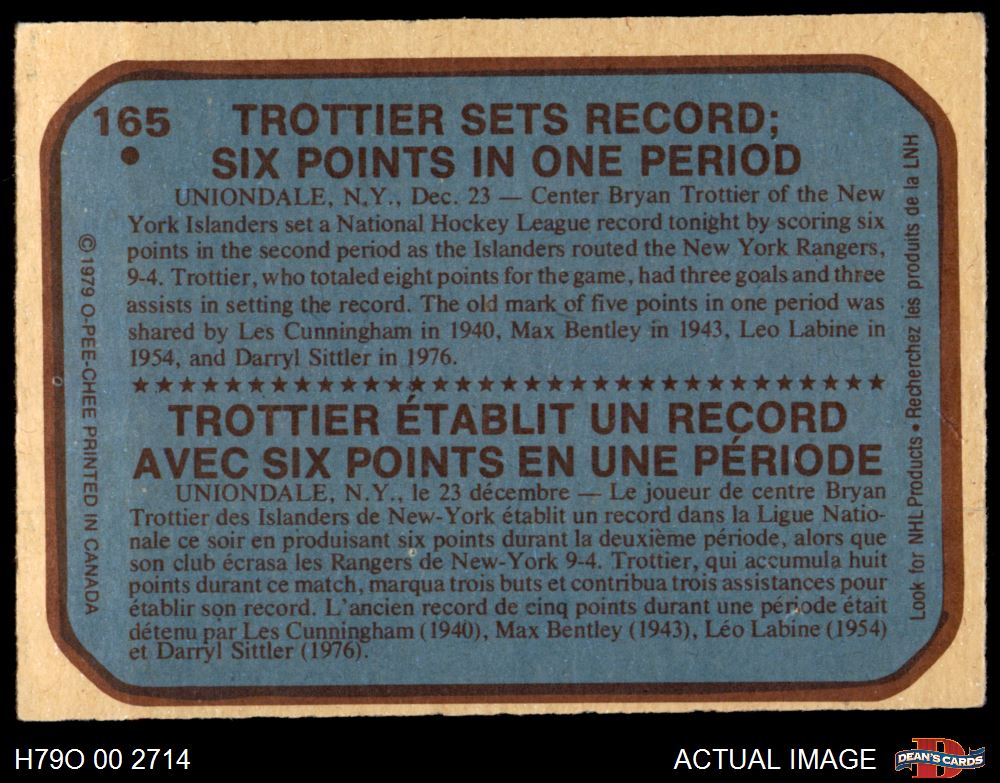 165
TROTTIER SETS RECORD;
SIX POINTS IN ONE PERIOD
UNIONDALE, N.Y., Dec. 23 — Center Bryan Trottier of the New
York Islanders set a National Hockey League record tonight by scoring six
points in the second period as the Islanders routed the New York Rangers,
9-4. Trottier, who totaled eight points for the game, had three goals and three
assists in setting the record. The old mark of five points in one period was
shared by Les Cunningham in 1940, Max Bentley in 1943, Leo Labine in
1954, and Darryl Sittler in 1976.
★★★★★★★★★★★★★★★★★★★★★★★★★★★★★★★★★
TROTTIER ÉTABLIT UN RECORD
AVEC SIX POINTS EN UNE PÉRIODE
UNIONDALE, N.Y., le 23 décembre — Le joueur de centre Bryan
Trottier des Islanders de New-York établit un record dans la Ligue Natio-
nale ce soir en produisant six points durant la deuxième période, alors que
son club écrasa les Rangers de New-York 9-4. Trottier, qui accumula huit
points durant ce match, marqua trois buts et contribua trois assistances pour
établir son record. L'ancien record de cinq points durant une période était
détenu par Les Cunningham (1940), Max Bentley (1943), Léo Labine (1954)
et Darryl Sittler (1976).
© 1979 O-PEE-CHEE PRINTED IN CANADA
Look for NHL Products • Recherchez les produits de la LNH
H79O 00 2714
ACTUAL IMAGE
DEAN'S CARDS